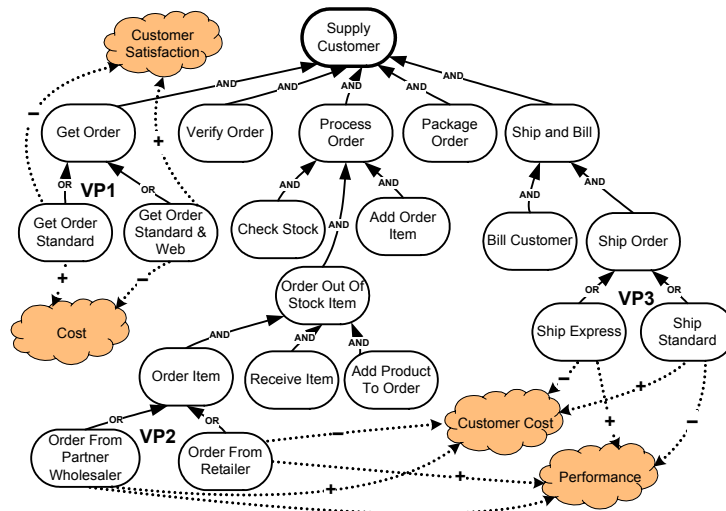 Customer
Satisfaction
Supply
Customer
AND
AND
AND
AND
AND
Get Order
Verify Order
Process
Order
Package
Order
Ship and Bill
–
+
OR
VP1
OR
AND
AND
AND
AND
AND
Get Order
Standard
Get Order
Standard &
Web
Check Stock
Add Order
Item
Bill Customer
Ship Order
+
–
Cost
Order Out Of
Stock Item
OR
VP3
OR
AND
AND
AND
Ship Express
Ship
Standard
Order Item
Receive Item
Add Product
To Order
–
+
+
–
OR
VP2
OR
Order From
Partner
Wholesaler
Order From
Retailer
–
Customer Cost
+
+
Performance
–